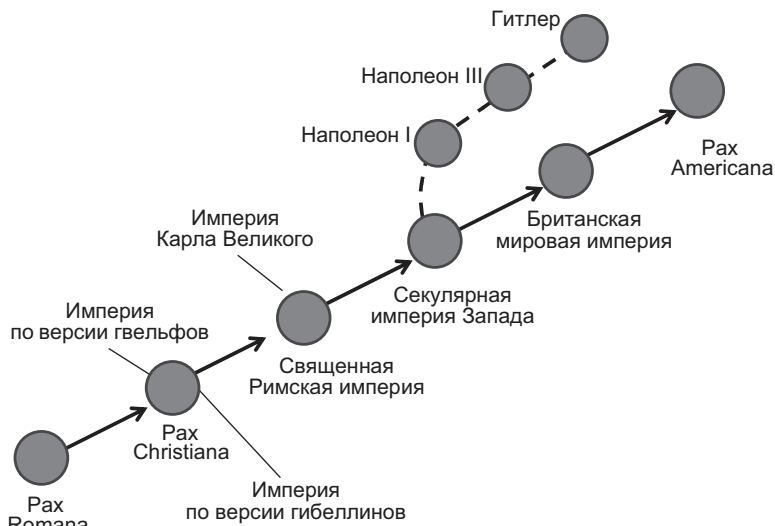 Гитлер
Наполеон III
Наполеон I
Pax
Americana
Империя
Карла Великого
Британская
мировая империя
Секулярная
империя Запада
Империя
по версии гвельфов
Священная
Римская империя
Pax
Christiana
Империя
по версии гибеллинов
Pax
Romana